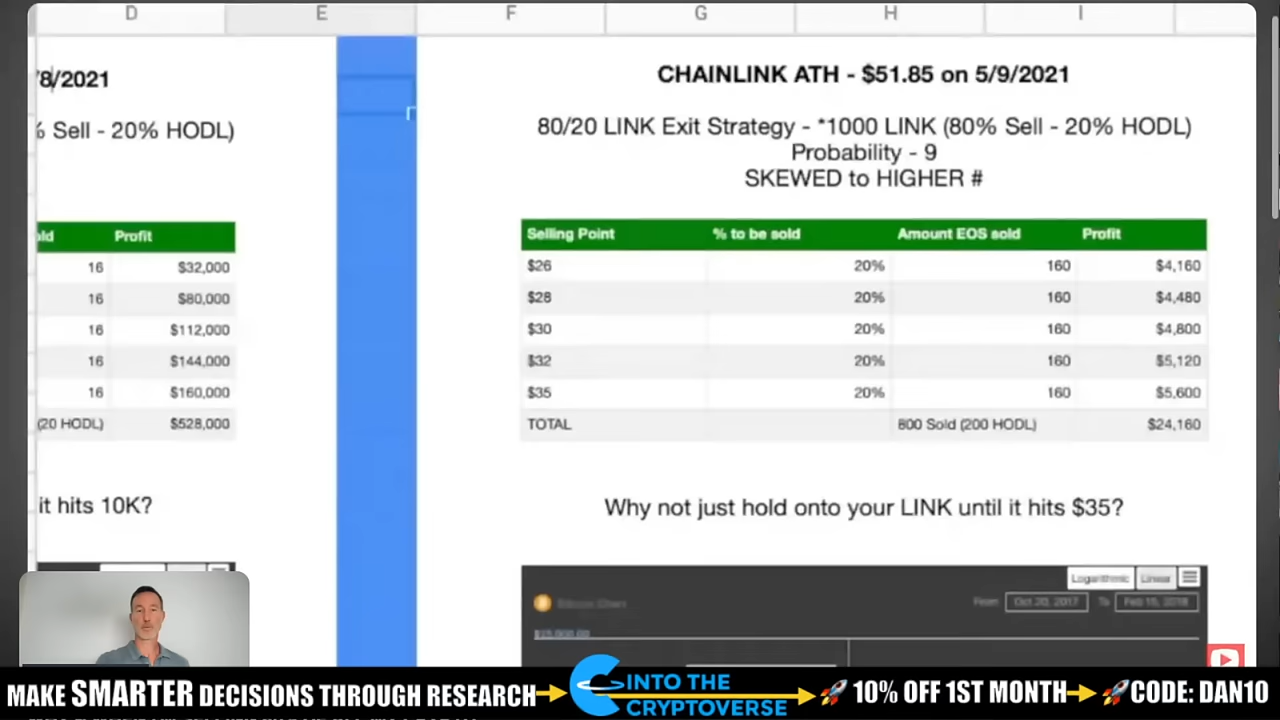 D E F G H I
/8/2021
CHAINLINK ATH - $51.85 on 5/9/2021
% Sell - 20% HODL)
80/20 LINK Exit Strategy - *1000 LINK (80% Sell - 20% HODL)
Probability - 9
SKEWED to HIGHER #
old Profit
16 $32,000
16 $80,000
16 $112,000
16 $144,000
16 $160,000
(20 HODL) $528,000
Selling Point % to be sold Amount EOS sold Profit
$26 20% 160 $4,160
$28 20% 160 $4,480
$30 20% 160 $4,800
$32 20% 160 $5,120
$35 20% 160 $5,600
TOTAL 800 Sold (200 HODL) $24,160
it hits 10K?
Why not just hold onto your LINK until it hits $35?
Logarithmic Linear
From Oct 20, 2017 To
MAKE SMARTER DECISIONS THROUGH RESEARCH
INTO THE
CRYPTOVERSE
10% OFF 1ST MONTH
CODE: DAN10